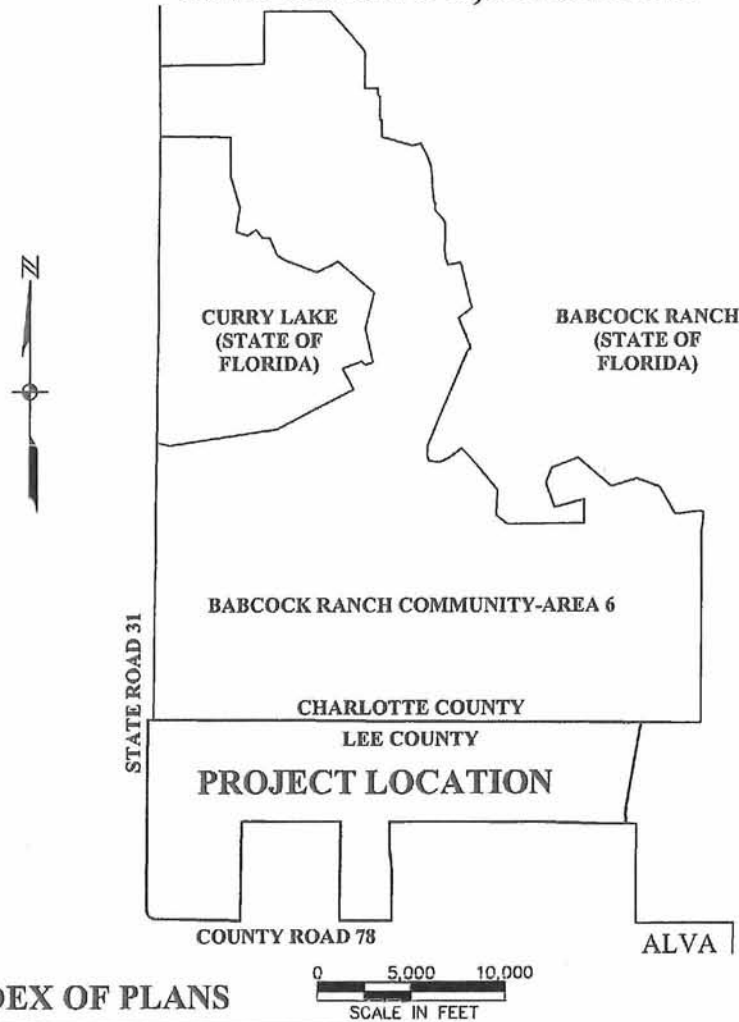 N
CURRY LAKE
(STATE OF
FLORIDA)
BABCOCK RANCH
(STATE OF
FLORIDA)
BABCOCK RANCH COMMUNITY-AREA 6
STATE ROAD 31
CHARLOTTE COUNTY
LEE COUNTY
PROJECT LOCATION
COUNTY ROAD 78
ALVA
DEX OF PLANS
0 5,000 10,000
SCALE IN FEET